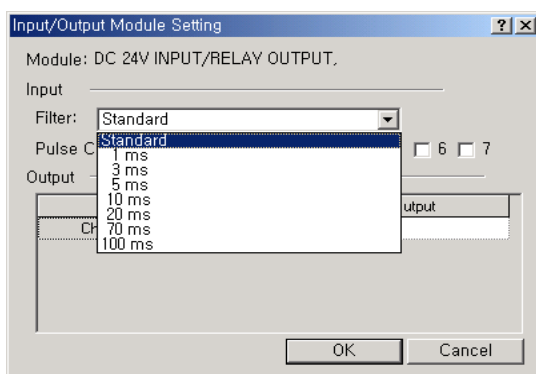 Input/Output Module Setting
Module: DC 24V INPUT/RELAY OUTPUT,
Input
Filter: Standard
Standard
1 ms
3 ms
5 ms
10 ms
20 ms
70 ms
100 ms
Pulse C
6 7
Output
utput
Ch
OK Cancel